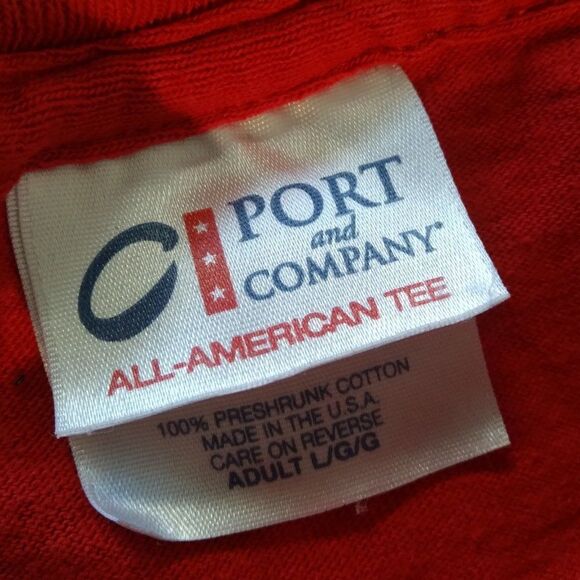 PORT
and
COMPANY®
ALL-AMERICAN TEE
100% PRESHRUNK COTTON
MADE IN THE U.S.A.
CARE ON REVERSE
ADULT L/G/G